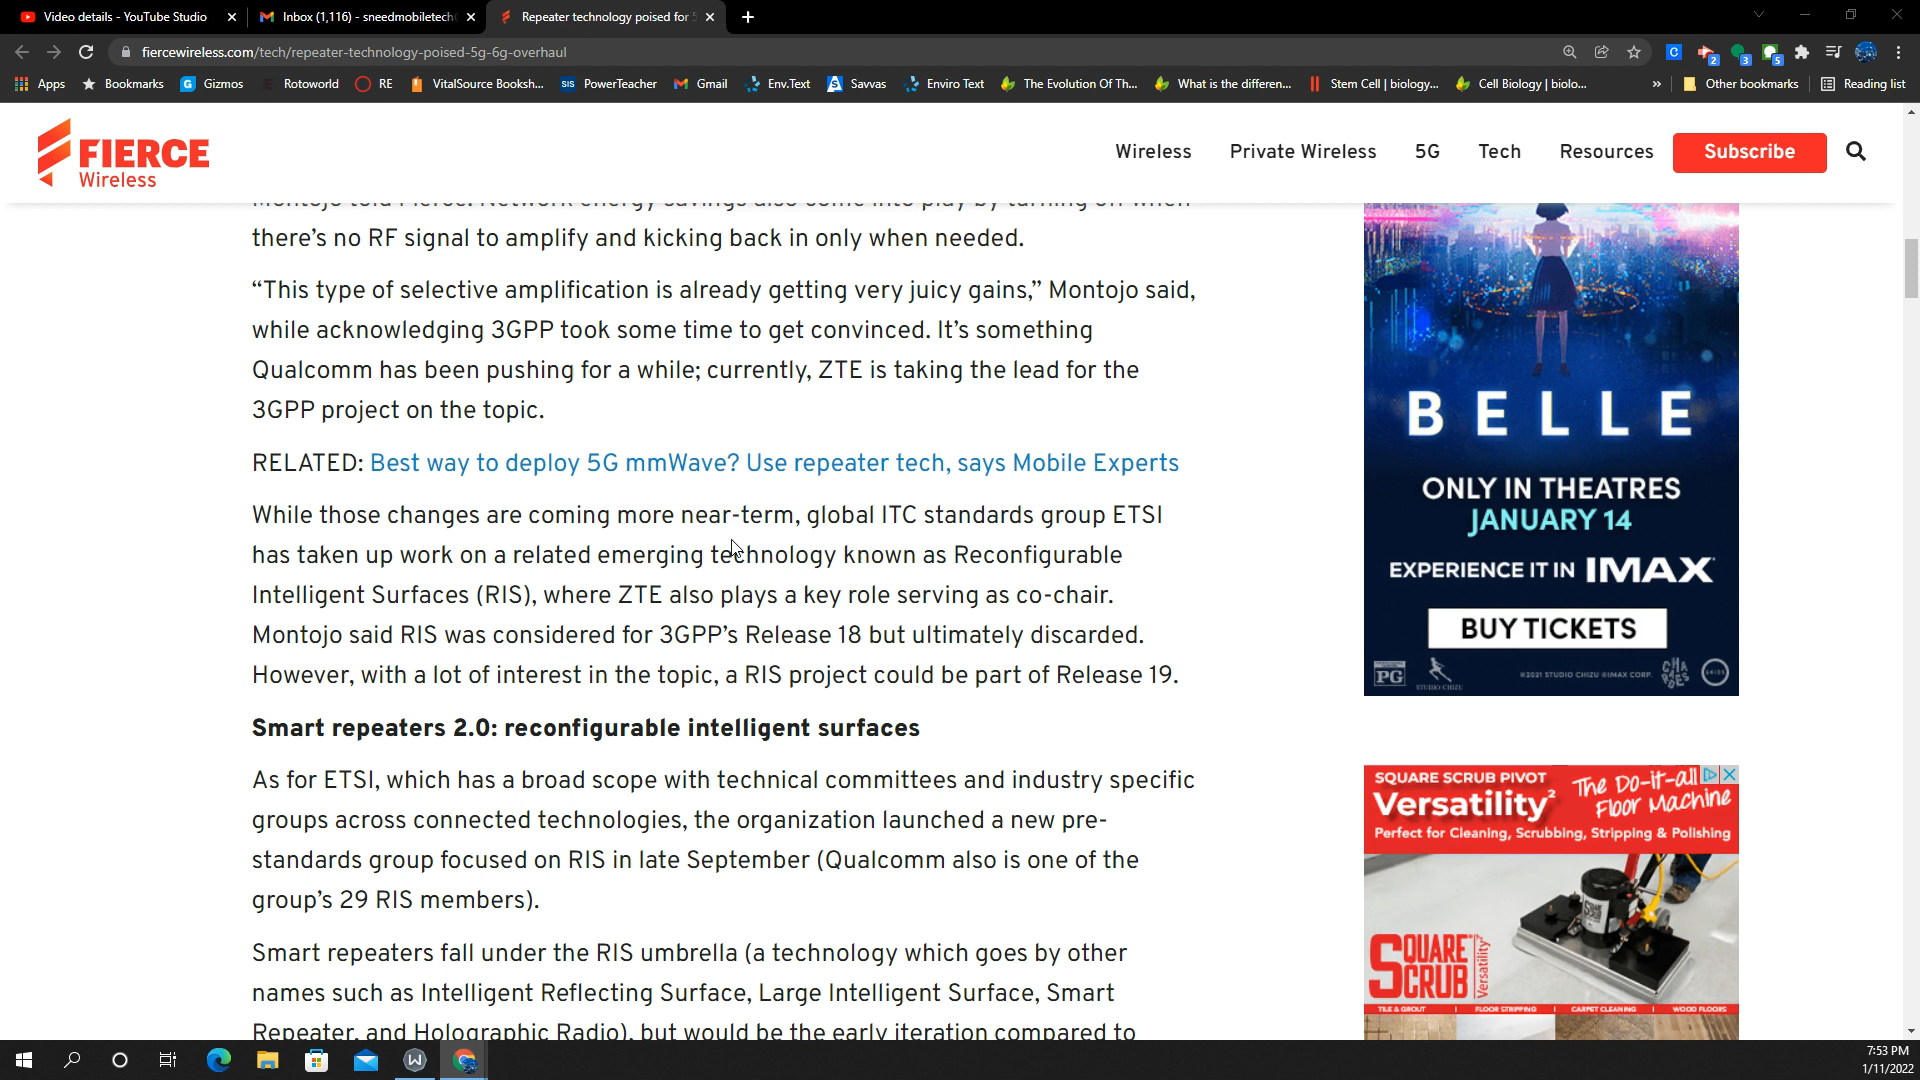 Video details - YouTube Studio
Inbox (1,116) - sneedmobiletech
Repeater technology poised for 5
fiercewireless.com/tech/repeater-technology-poised-5g-6g-overhaul
2
3
5
Apps
Bookmarks
Gizmos
Rotoworld
RE
VitalSource Booksh...
SIS PowerTeacher
Gmail
Env.Text
Savvas
Enviro Text
The Evolution Of Th...
What is the differen...
Stem Cell | biology...
Cell Biology | biolo...
»
Other bookmarks
Reading list
FIERCE
Wireless
Wireless
Private Wireless
5G
Tech
Resources
Subscribe
Montojo told Fierce. Network energy savings also come into play by turning off when
there's no RF signal to amplify and kicking back in only when needed.
“This type of selective amplification is already getting very juicy gains,” Montojo said,
while acknowledging 3GPP took some time to get convinced. It’s something
Qualcomm has been pushing for a while; currently, ZTE is taking the lead for the
3GPP project on the topic.
RELATED: Best way to deploy 5G mmWave? Use repeater tech, says Mobile Experts
While those changes are coming more near-term, global ITC standards group ETSI
has taken up work on a related emerging technology known as Reconfigurable
Intelligent Surfaces (RIS), where ZTE also plays a key role serving as co-chair.
Montojo said RIS was considered for 3GPP’s Release 18 but ultimately discarded.
However, with a lot of interest in the topic, a RIS project could be part of Release 19.
Smart repeaters 2.0: reconfigurable intelligent surfaces
As for ETSI, which has a broad scope with technical committees and industry specific
groups across connected technologies, the organization launched a new pre-
standards group focused on RIS in late September (Qualcomm also is one of the
group’s 29 RIS members).
Smart repeaters fall under the RIS umbrella (a technology which goes by other
names such as Intelligent Reflecting Surface, Large Intelligent Surface, Smart
Repeater, and Holographic Radio), but would be the early iteration compared to
BELLE
ONLY IN THEATRES
JANUARY 14
EXPERIENCE IT IN IMAX
BUY TICKETS
PG
STUDIO CHIZU
©2021 STUDIO CHIZU ©IMAX CORP.
SQUARE SCRUB PIVOT
Versatility²
The Do-it-all
Floor Machine
Perfect for Cleaning, Scrubbing, Stripping & Polishing
SQUARE
SCRUB
Versatility
TILE & GROUT
FLOOR STRIPPING
CARPET CLEANING
WOOD FLOORS
7:53 PM
1/11/2022